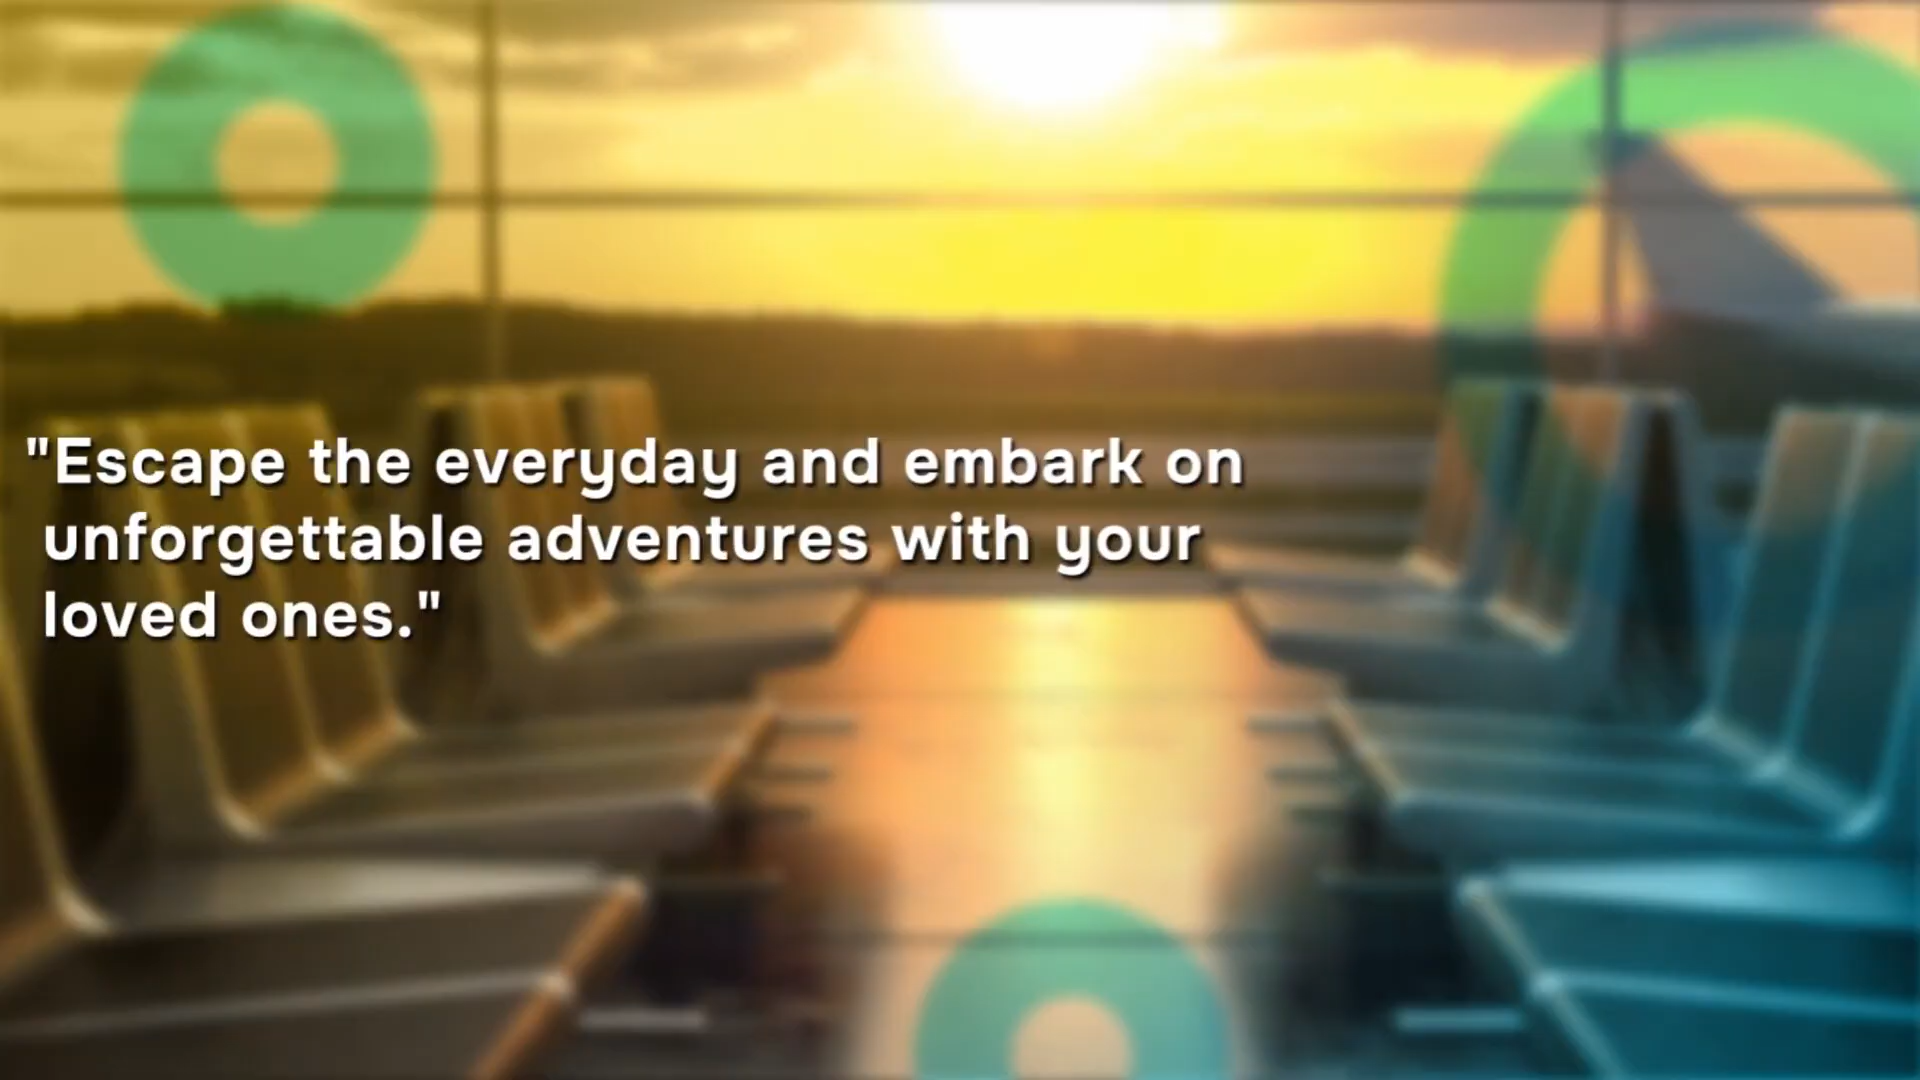 "Escape the everyday and embark on
unforgettable adventures with your
loved ones."